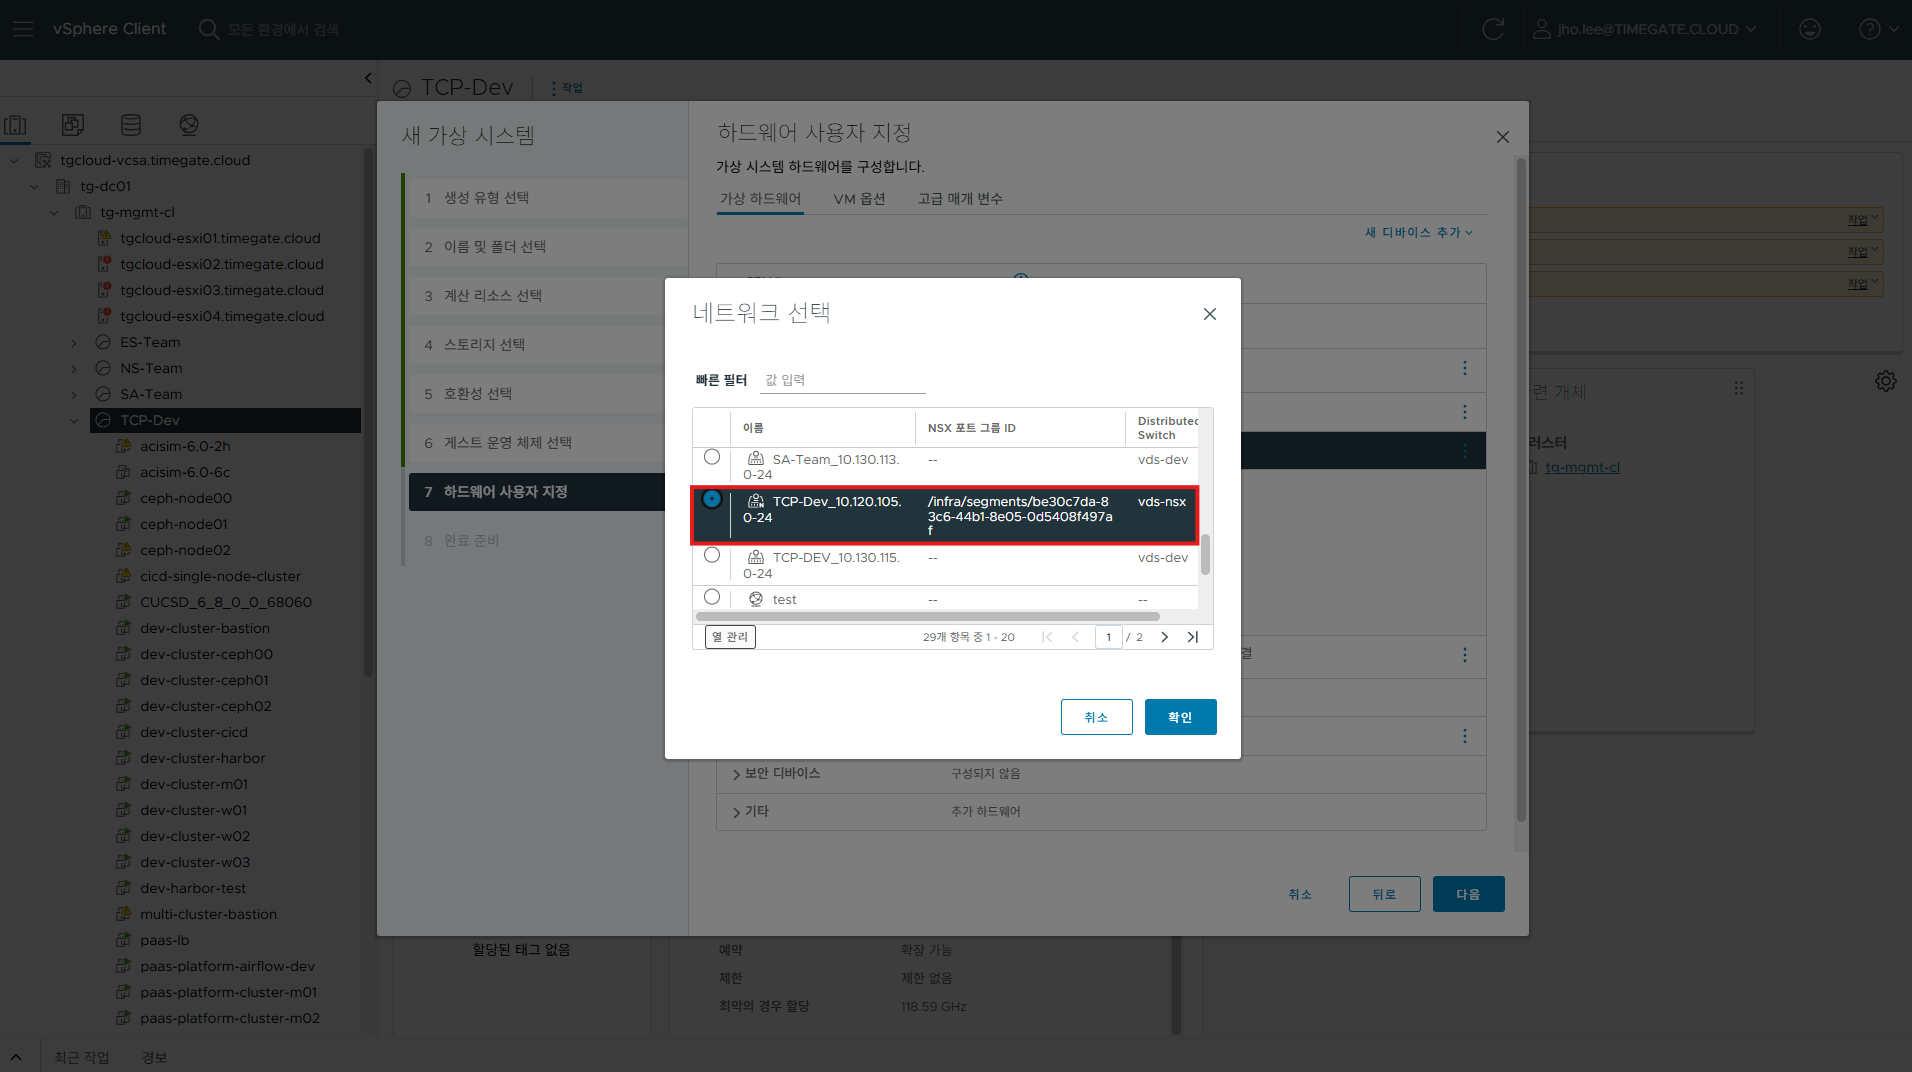 vSphere Client
모든 환경에서 검색
jho.lee@TIMEGATE.CLOUD
TCP-Dev
작업
tgcloud-vcsa.timegate.cloud
tg-dc01
tg-mgmt-cl
tgcloud-esxi01.timegate.cloud
tgcloud-esxi02.timegate.cloud
tgcloud-esxi03.timegate.cloud
tgcloud-esxi04.timegate.cloud
ES-Team
NS-Team
SA-Team
TCP-Dev
acisim-6.0-2h
acisim-6.0-6c
ceph-node00
ceph-node01
ceph-node02
cicd-single-node-cluster
CUCSD_6_8_0_0_68060
dev-cluster-bastion
dev-cluster-ceph00
dev-cluster-ceph01
dev-cluster-ceph02
dev-cluster-cicd
dev-cluster-harbor
dev-cluster-m01
dev-cluster-w01
dev-cluster-w02
dev-cluster-w03
dev-harbor-test
multi-cluster-bastion
paas-lb
paas-platform-airflow-dev
paas-platform-cluster-m01
paas-platform-cluster-m02
최근 작업
경보
새 가상 시스템
1 생성 유형 선택
2 이름 및 폴더 선택
3 계산 리소스 선택
4 스토리지 선택
5 호환성 선택
6 게스트 운영 체제 선택
7 하드웨어 사용자 지정
8 완료 준비
하드웨어 사용자 지정
가상 시스템 하드웨어를 구성합니다.
가상 하드웨어
VM 옵션
고급 매개 변수
새 디바이스 추가
네트워크 선택
빠른 필터
값 입력
이름
NSX 포트 그룹 ID
Distributed
Switch
SA-Team_10.130.113.
0-24
--
vds-dev
TCP-Dev_10.120.105.
0-24
/infra/segments/be30c7da-8
3c6-44b1-8e05-0d5408f497a
f
vds-nsx
TCP-DEV_10.130.115.
0-24
--
vds-dev
test
--
--
열 관리
29개 항목 중 1 - 20
1 / 2
취소
확인
결
보안 디바이스
구성되지 않음
기타
추가 하드웨어
취소
뒤로
다음
작업
작업
작업
련 개체
러스터
tg-mgmt-cl
할당된 태그 없음
예약
확장 가능
제한
제한 없음
최악의 경우 할당
118.59 GHz